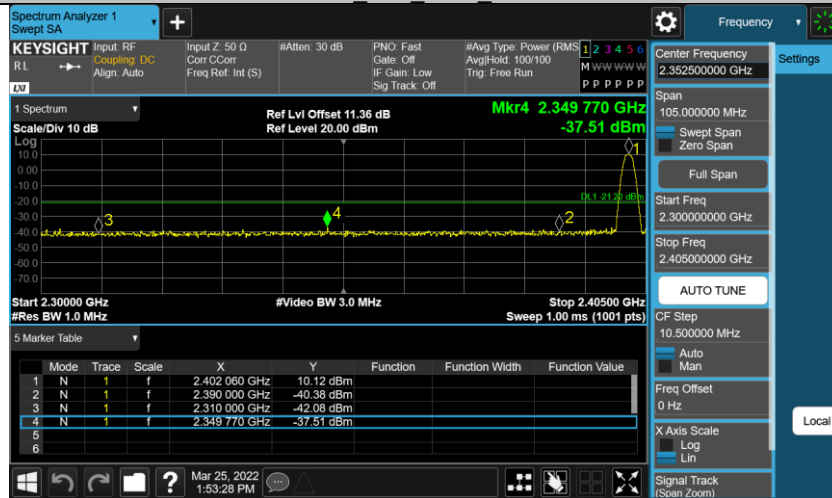 Spectrum Analyzer 1
Swept SA
Frequency
KEYSIGHT
RL
LXI
Input: RF
Coupling: DC
Align: Auto
Input Z: 50 Ω
Corr CCorr
Freq Ref: Int (S)
#Atten: 30 dB
PNO: Fast
Gate: Off
IF Gain: Low
Sig Track: Off
#Avg Type: Power (RMS
Avg|Hold: 100/100
Trig: Free Run
1 2 3 4 5 6
M W W W W W
P P P P P P
1 Spectrum
Scale/Div 10 dB
Ref Lvl Offset 11.36 dB
Ref Level 20.00 dBm
Mkr4 2.349 770 GHz
-37.51 dBm
Log
10.0
0.00
-10.0
-20.0
-30.0
-40.0
-50.0
-60.0
-70.0
1
DL1 -21.20 dBm
3
4
2
Start 2.30000 GHz
#Video BW 3.0 MHz
Stop 2.40500 GHz
#Res BW 1.0 MHz
Sweep 1.00 ms (1001 pts)
5 Marker Table
Mode Trace Scale X Y Function Function Width Function Value
1 N 1 f 2.402 060 GHz 10.12 dBm
2 N 1 f 2.390 000 GHz -40.38 dBm
3 N 1 f 2.310 000 GHz -42.08 dBm
4 N 1 f 2.349 770 GHz -37.51 dBm
5
6
?
Mar 25, 2022
1:53:28 PM
Center Frequency
2.352500000 GHz
Settings
Span
105.000000 MHz
Swept Span
Zero Span
Full Span
Start Freq
2.300000000 GHz
Stop Freq
2.405000000 GHz
AUTO TUNE
CF Step
10.500000 MHz
Auto
Man
Freq Offset
0 Hz
Local
X Axis Scale
Log
Lin
Signal Track
(Span Zoom)